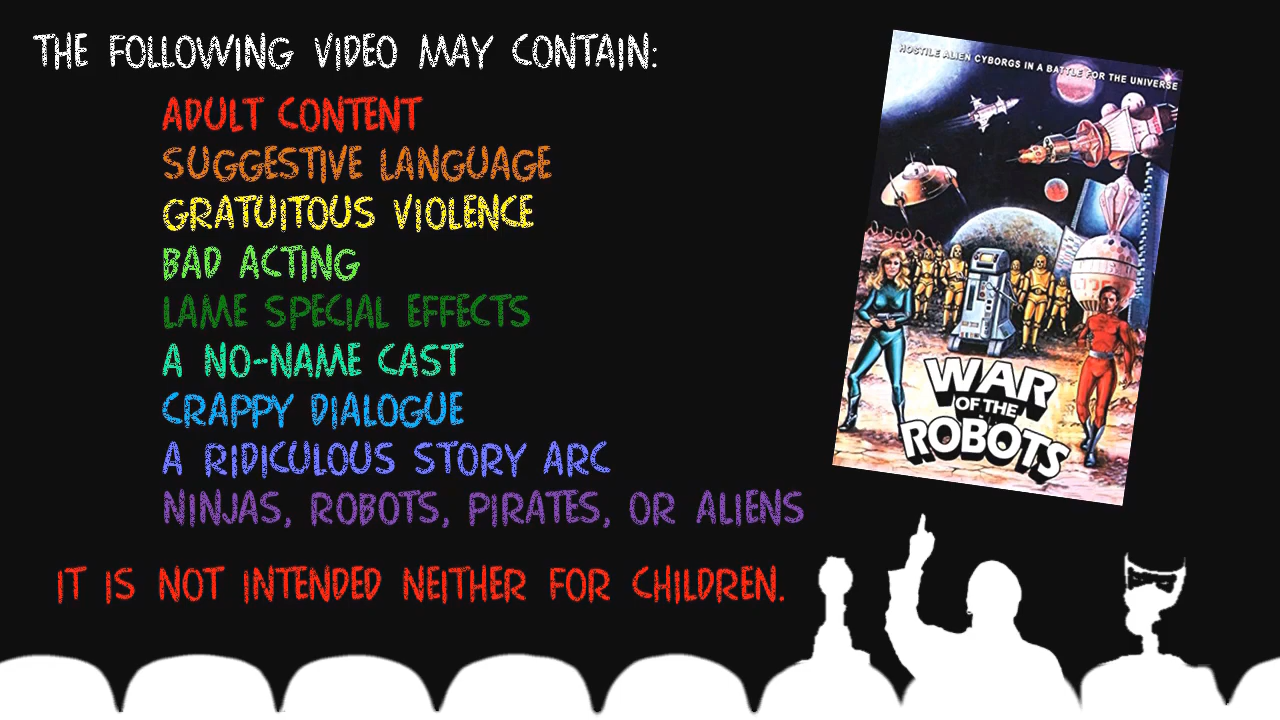 THE FOLLOWING VIDEO MAY CONTAIN:
ADULT CONTENT
SUGGESTIVE LANGUAGE
GRATUITOUS VIOLENCE
BAD ACTING
LAME SPECIAL EFFECTS
A NO-NAME CAST
CRAPPY DIALOGUE
A RIDICULOUS STORY ARC
NINJAS, ROBOTS, PIRATES, OR ALIENS
IT IS NOT INTENDED NEITHER FOR CHILDREN.
HOSTILE ALIEN CYBORGS IN A BATTLE FOR THE UNIVERSE
WAR
OF THE
ROBOTS